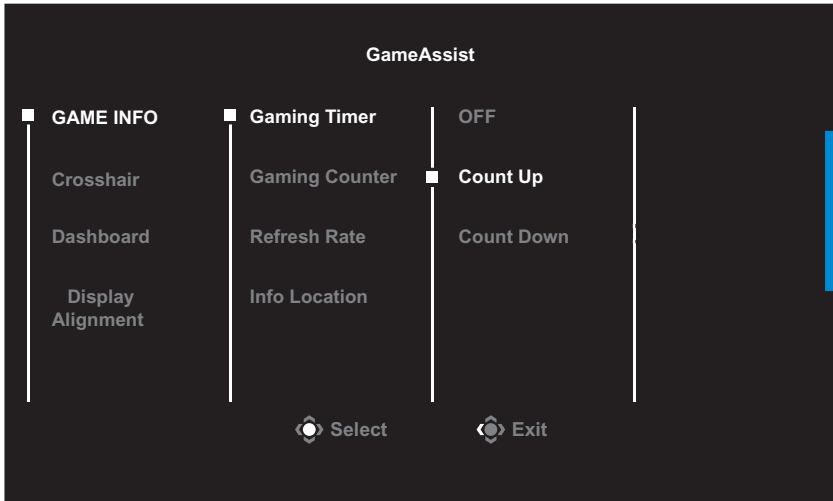 GameAssist
GAME INFO
Gaming Timer
OFF
Crosshair
Gaming Counter
Count Up
Dashboard
Refresh Rate
Count Down
Display
Alignment
Info Location
Select
Exit